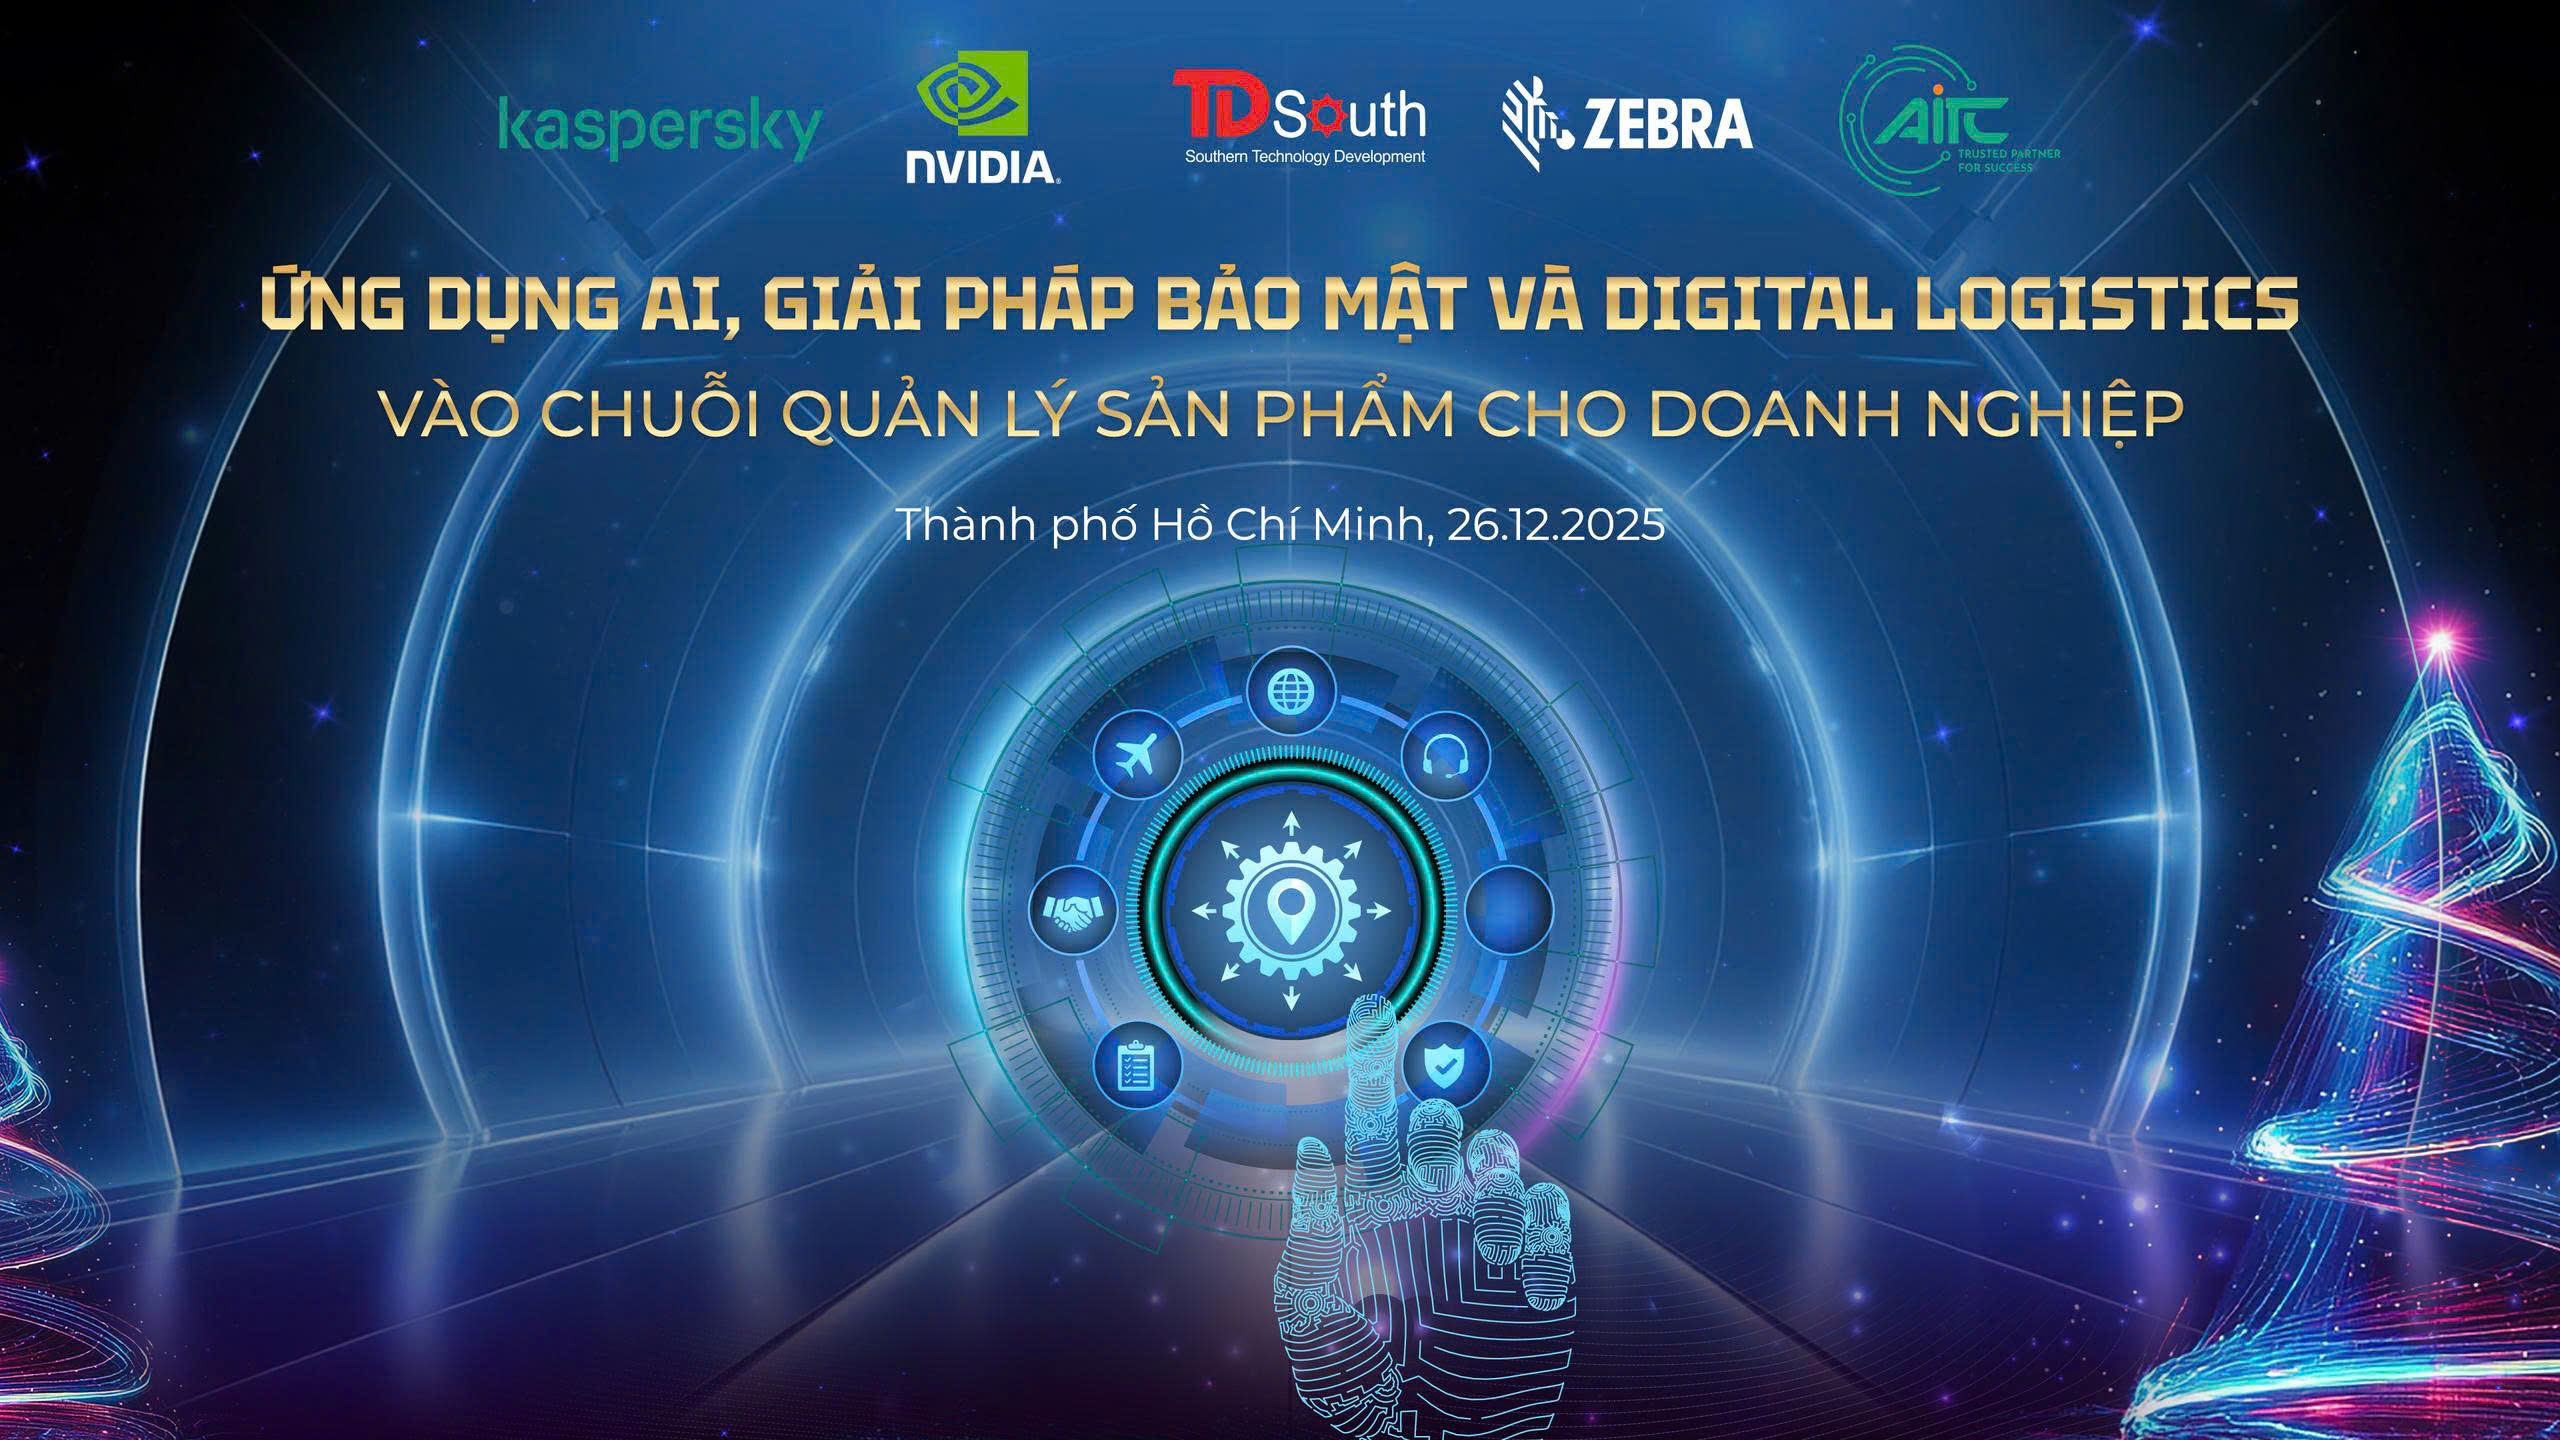 kaspersky
NVIDIA.
TD South
Southern Technology Development
ZEBRA
AITC
TRUSTED PARTNER
FOR SUCCESS
ỨNG DỤNG AI, GIẢI PHÁP BẢO MẬT VÀ DIGITAL LOGISTICS
VÀO CHUỖI QUẢN LÝ SẢN PHẨM CHO DOANH NGHIỆP
Thành phố Hồ Chí Minh, 26.12.2025